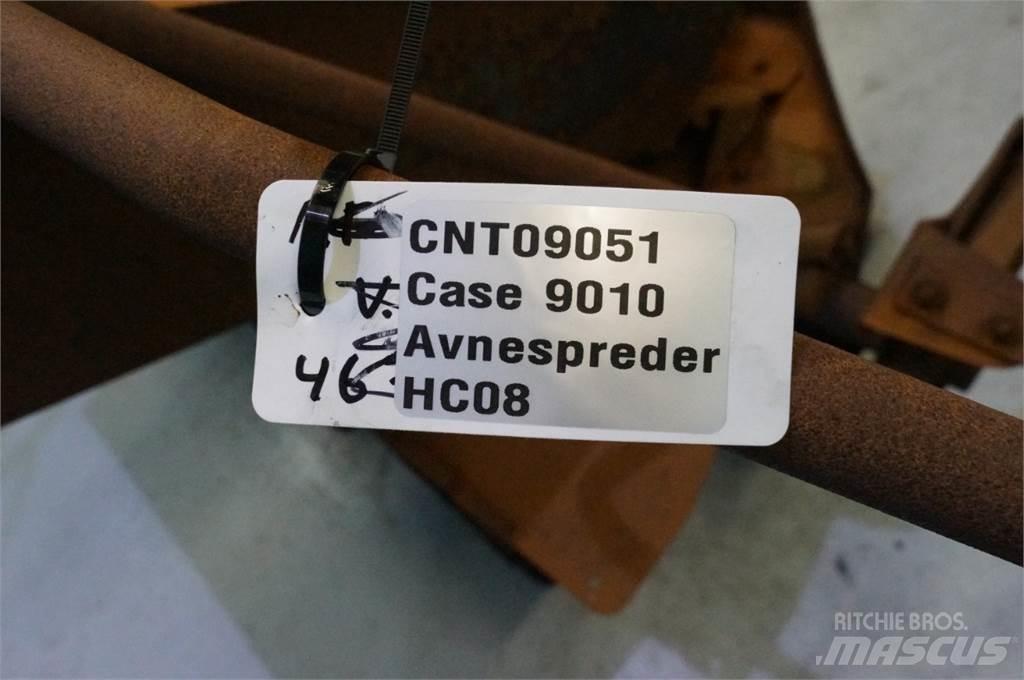 CNT09051
Case 9010
Avnespreder
HC08
46
RITCHIE BROS.
MASCUS